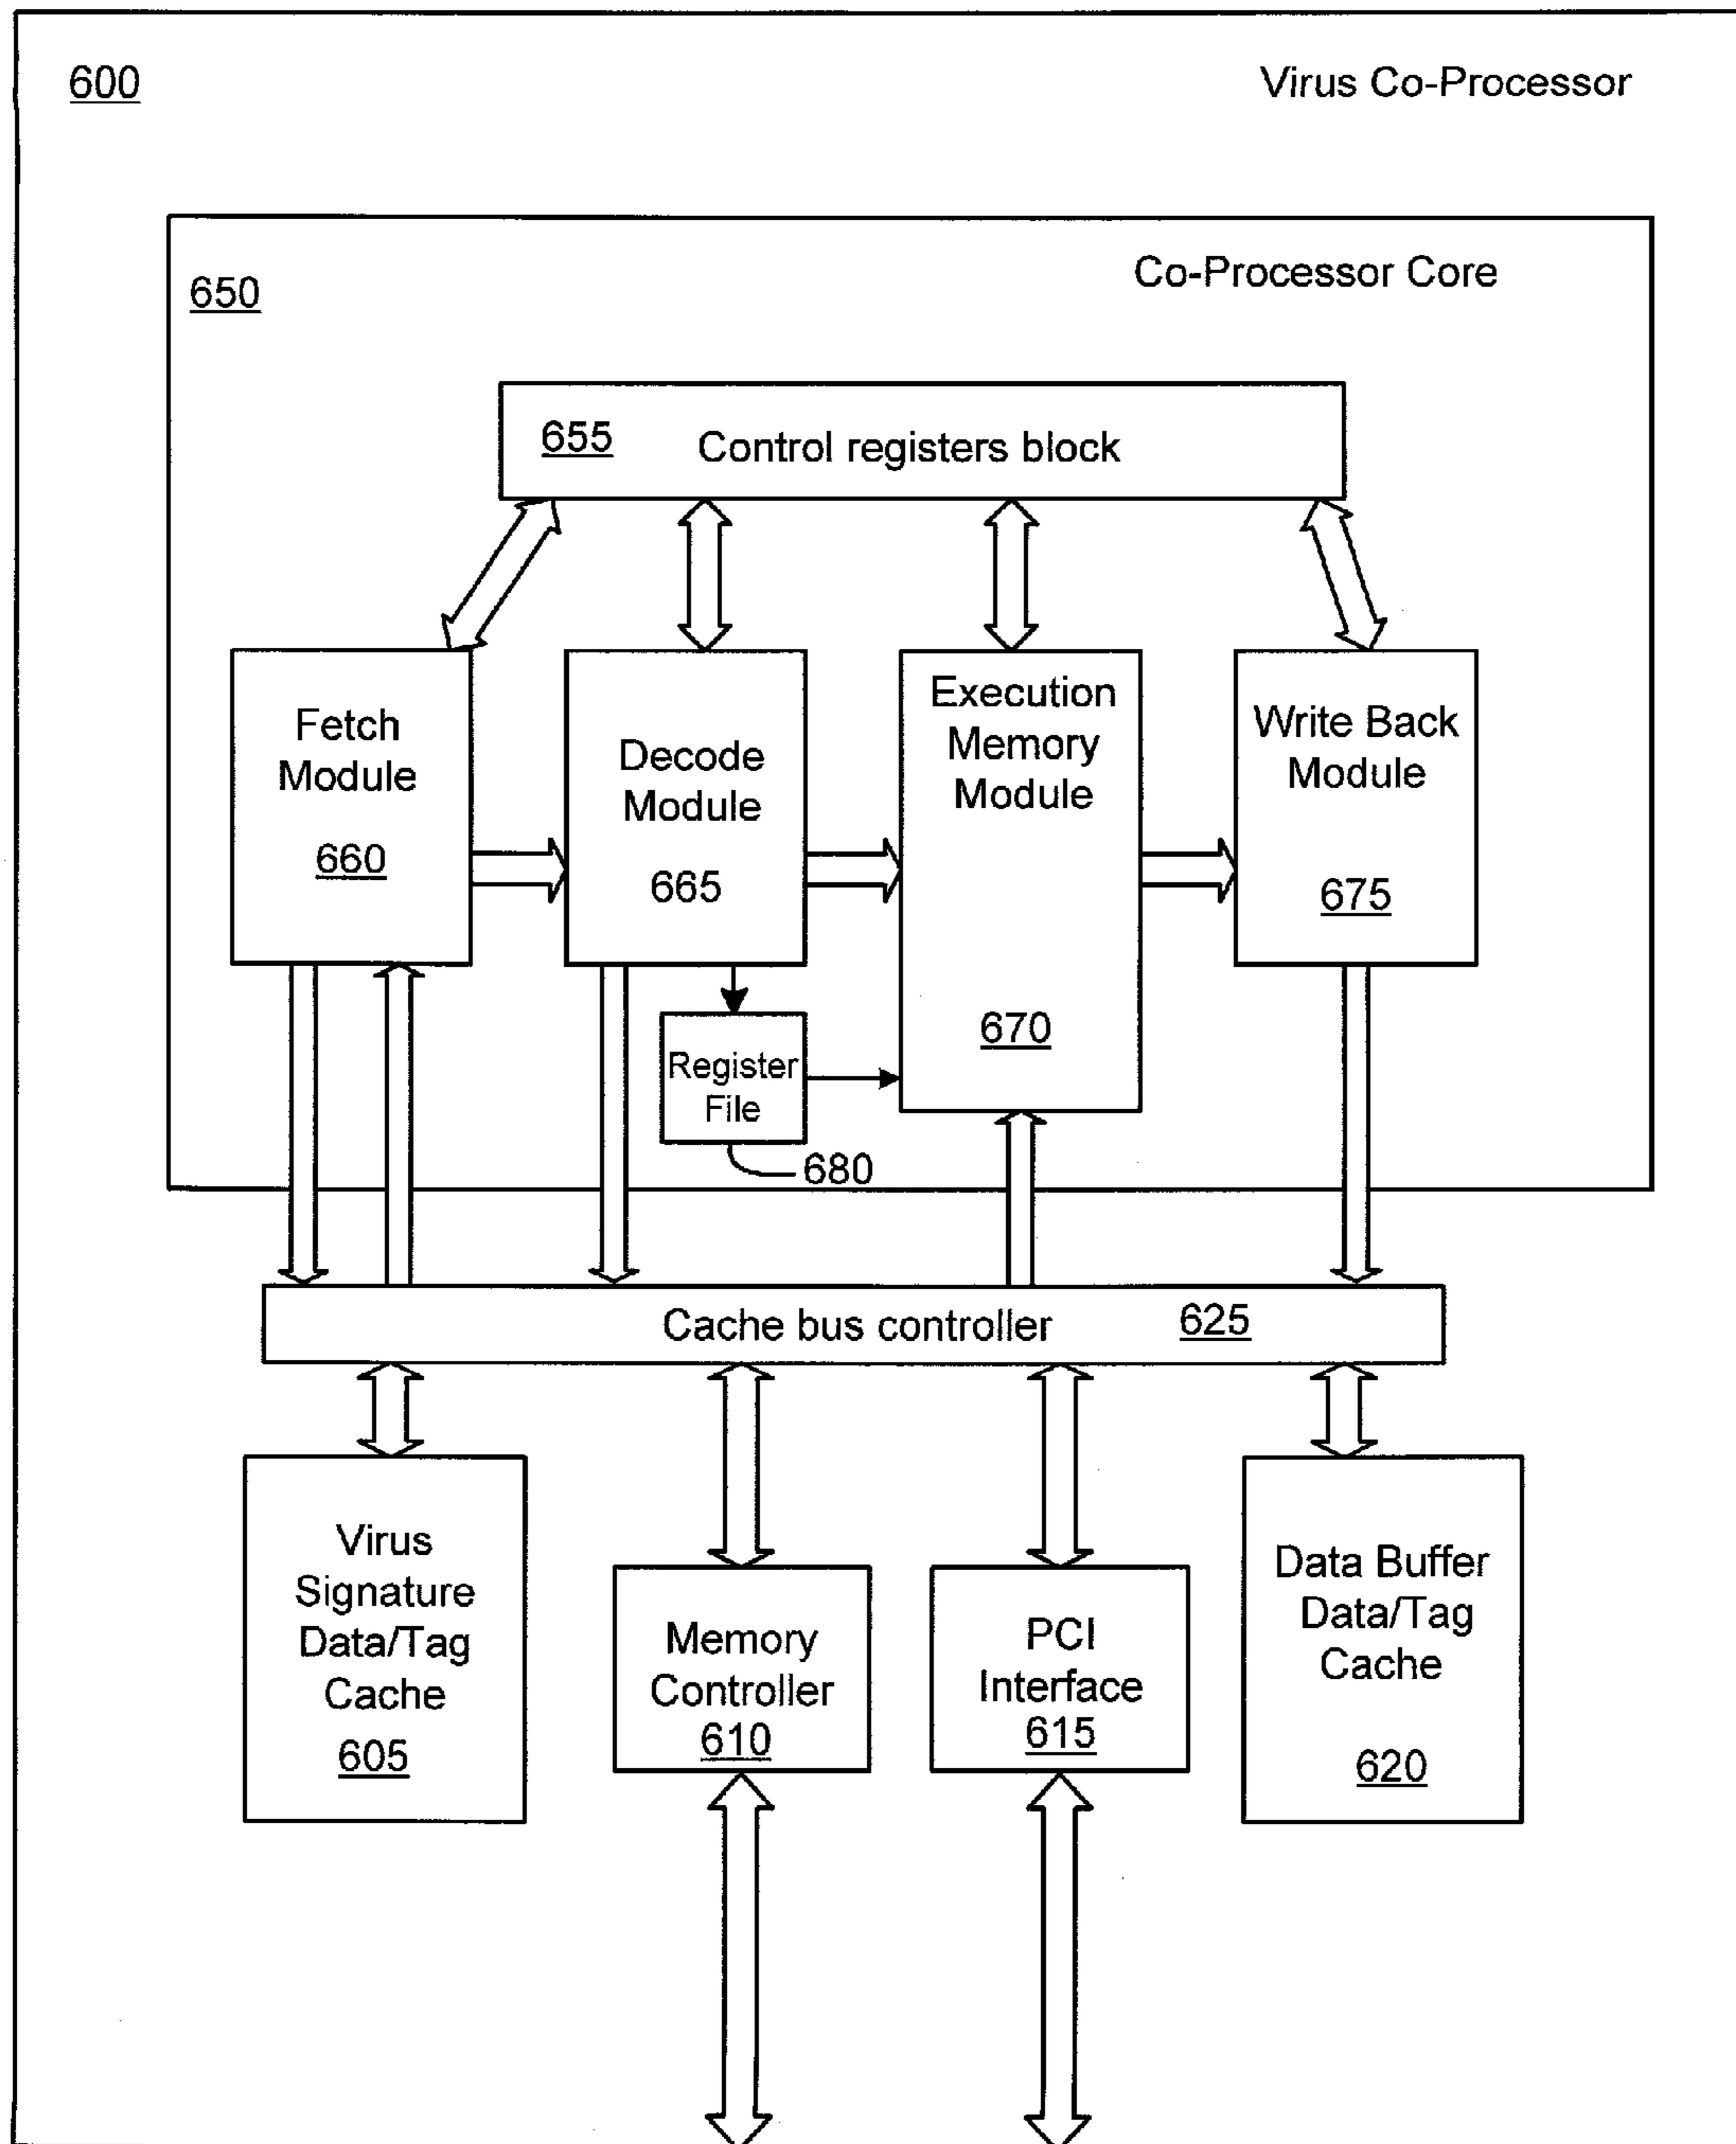 600
Virus Co-Processor
650
Co-Processor Core
655
Control registers block
Fetch
Module
660
Decode
Module
665
Execution
Memory
Module
670
Write Back
Module
675
Register
File
680
Cache bus controller
625
Virus
Signature
Data/Tag
Cache
605
Memory
Controller
610
PCI
Interface
615
Data Buffer
Data/Tag
Cache
620